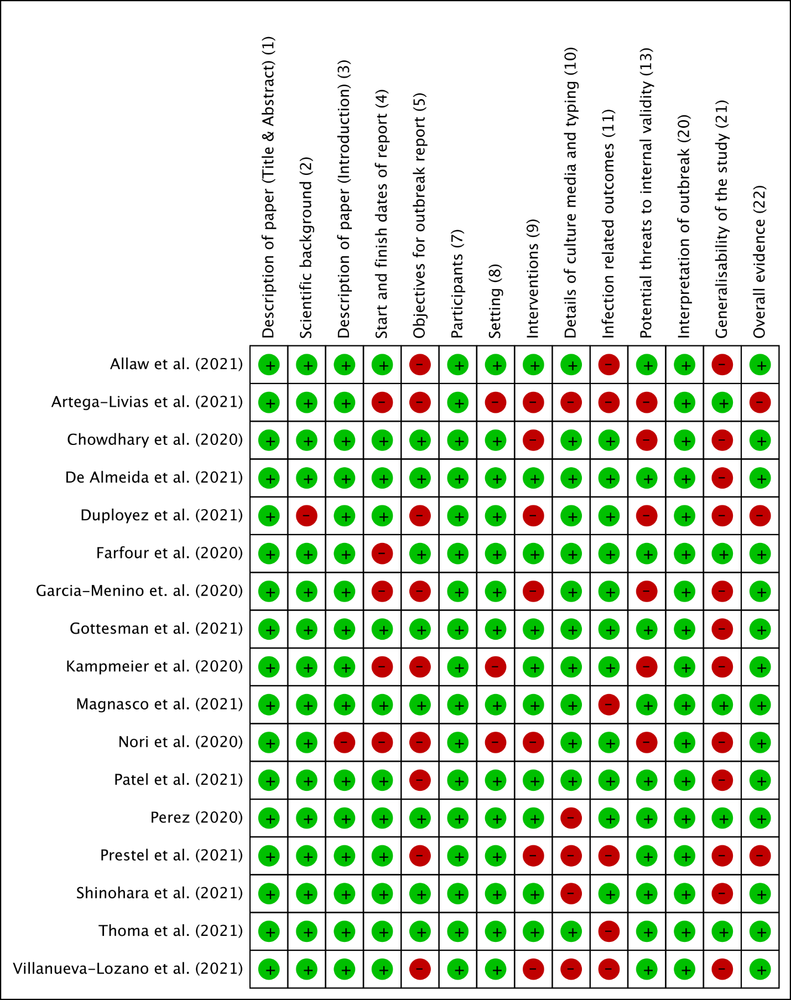 Description of paper (Title & Abstract) (1)
Scientific background (2)
Description of paper (Introduction) (3)
Start and finish dates of report (4)
Objectives for outbreak report (5)
Participants (7)
Setting (8)
Interventions (9)
Details of culture media and typing (10)
Infection related outcomes (11)
Potential threats to internal validity (13)
Interpretation of outbreak (20)
Generalisability of the study (21)
Overall evidence (22)
Allaw et al. (2021) + + + + - + + + + - + + - +
Artega-Livias et al. (2021) + + + - - + - - - - - + + -
Chowdhary et al. (2020) + + + + + + + - + + - + - +
De Almeida et al. (2021) + + + + + + + + + + + + - +
Duployez et al. (2021) + - + + - + + - + + - + - -
Farfour et al. (2020) + + + - + + + + + + + + + +
Garcia-Menino et. al. (2020) + + + - - + + - + + - + - +
Gottesman et al. (2021) + + + + + + + + + + + + - +
Kampmeier et al. (2020) + + + - - + - + + + - + - +
Magnasco et al. (2021) + + + + + + + + + - + + + +
Nori et al. (2020) + + - - - + - - + + - + - +
Patel et al. (2021) + + + + - + + + + + + + - +
Perez (2020) + + + + + + + + - + + + + +
Prestel et al. (2021) + + + + - + + - - - + + - -
Shinohara et al. (2021) + + + + + + + + - + + + - +
Thoma et al. (2021) + + + + + + + + + - + + + +
Villanueva-Lozano et al. (2021) + + + + - + + - - - + + - +